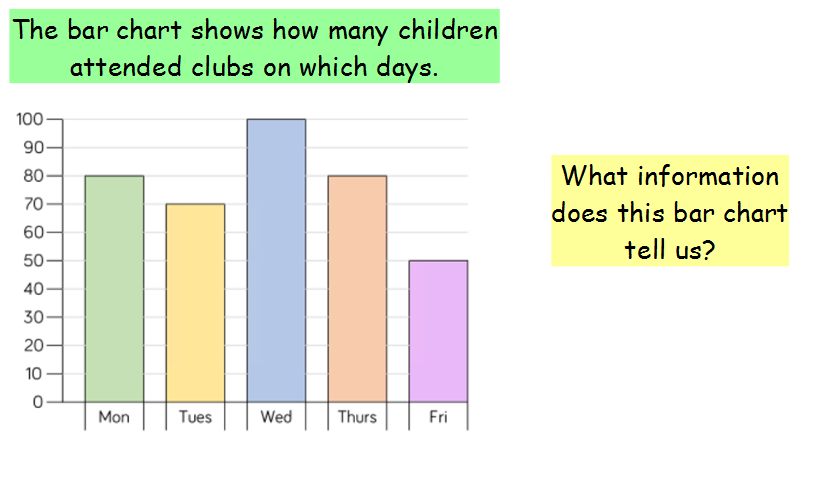 The bar chart shows how many children
attended clubs on which days.
100
90
80
70
60
50
40
30
20
10
0
Mon Tues Wed Thurs Fri
What information
does this bar chart
tell us?